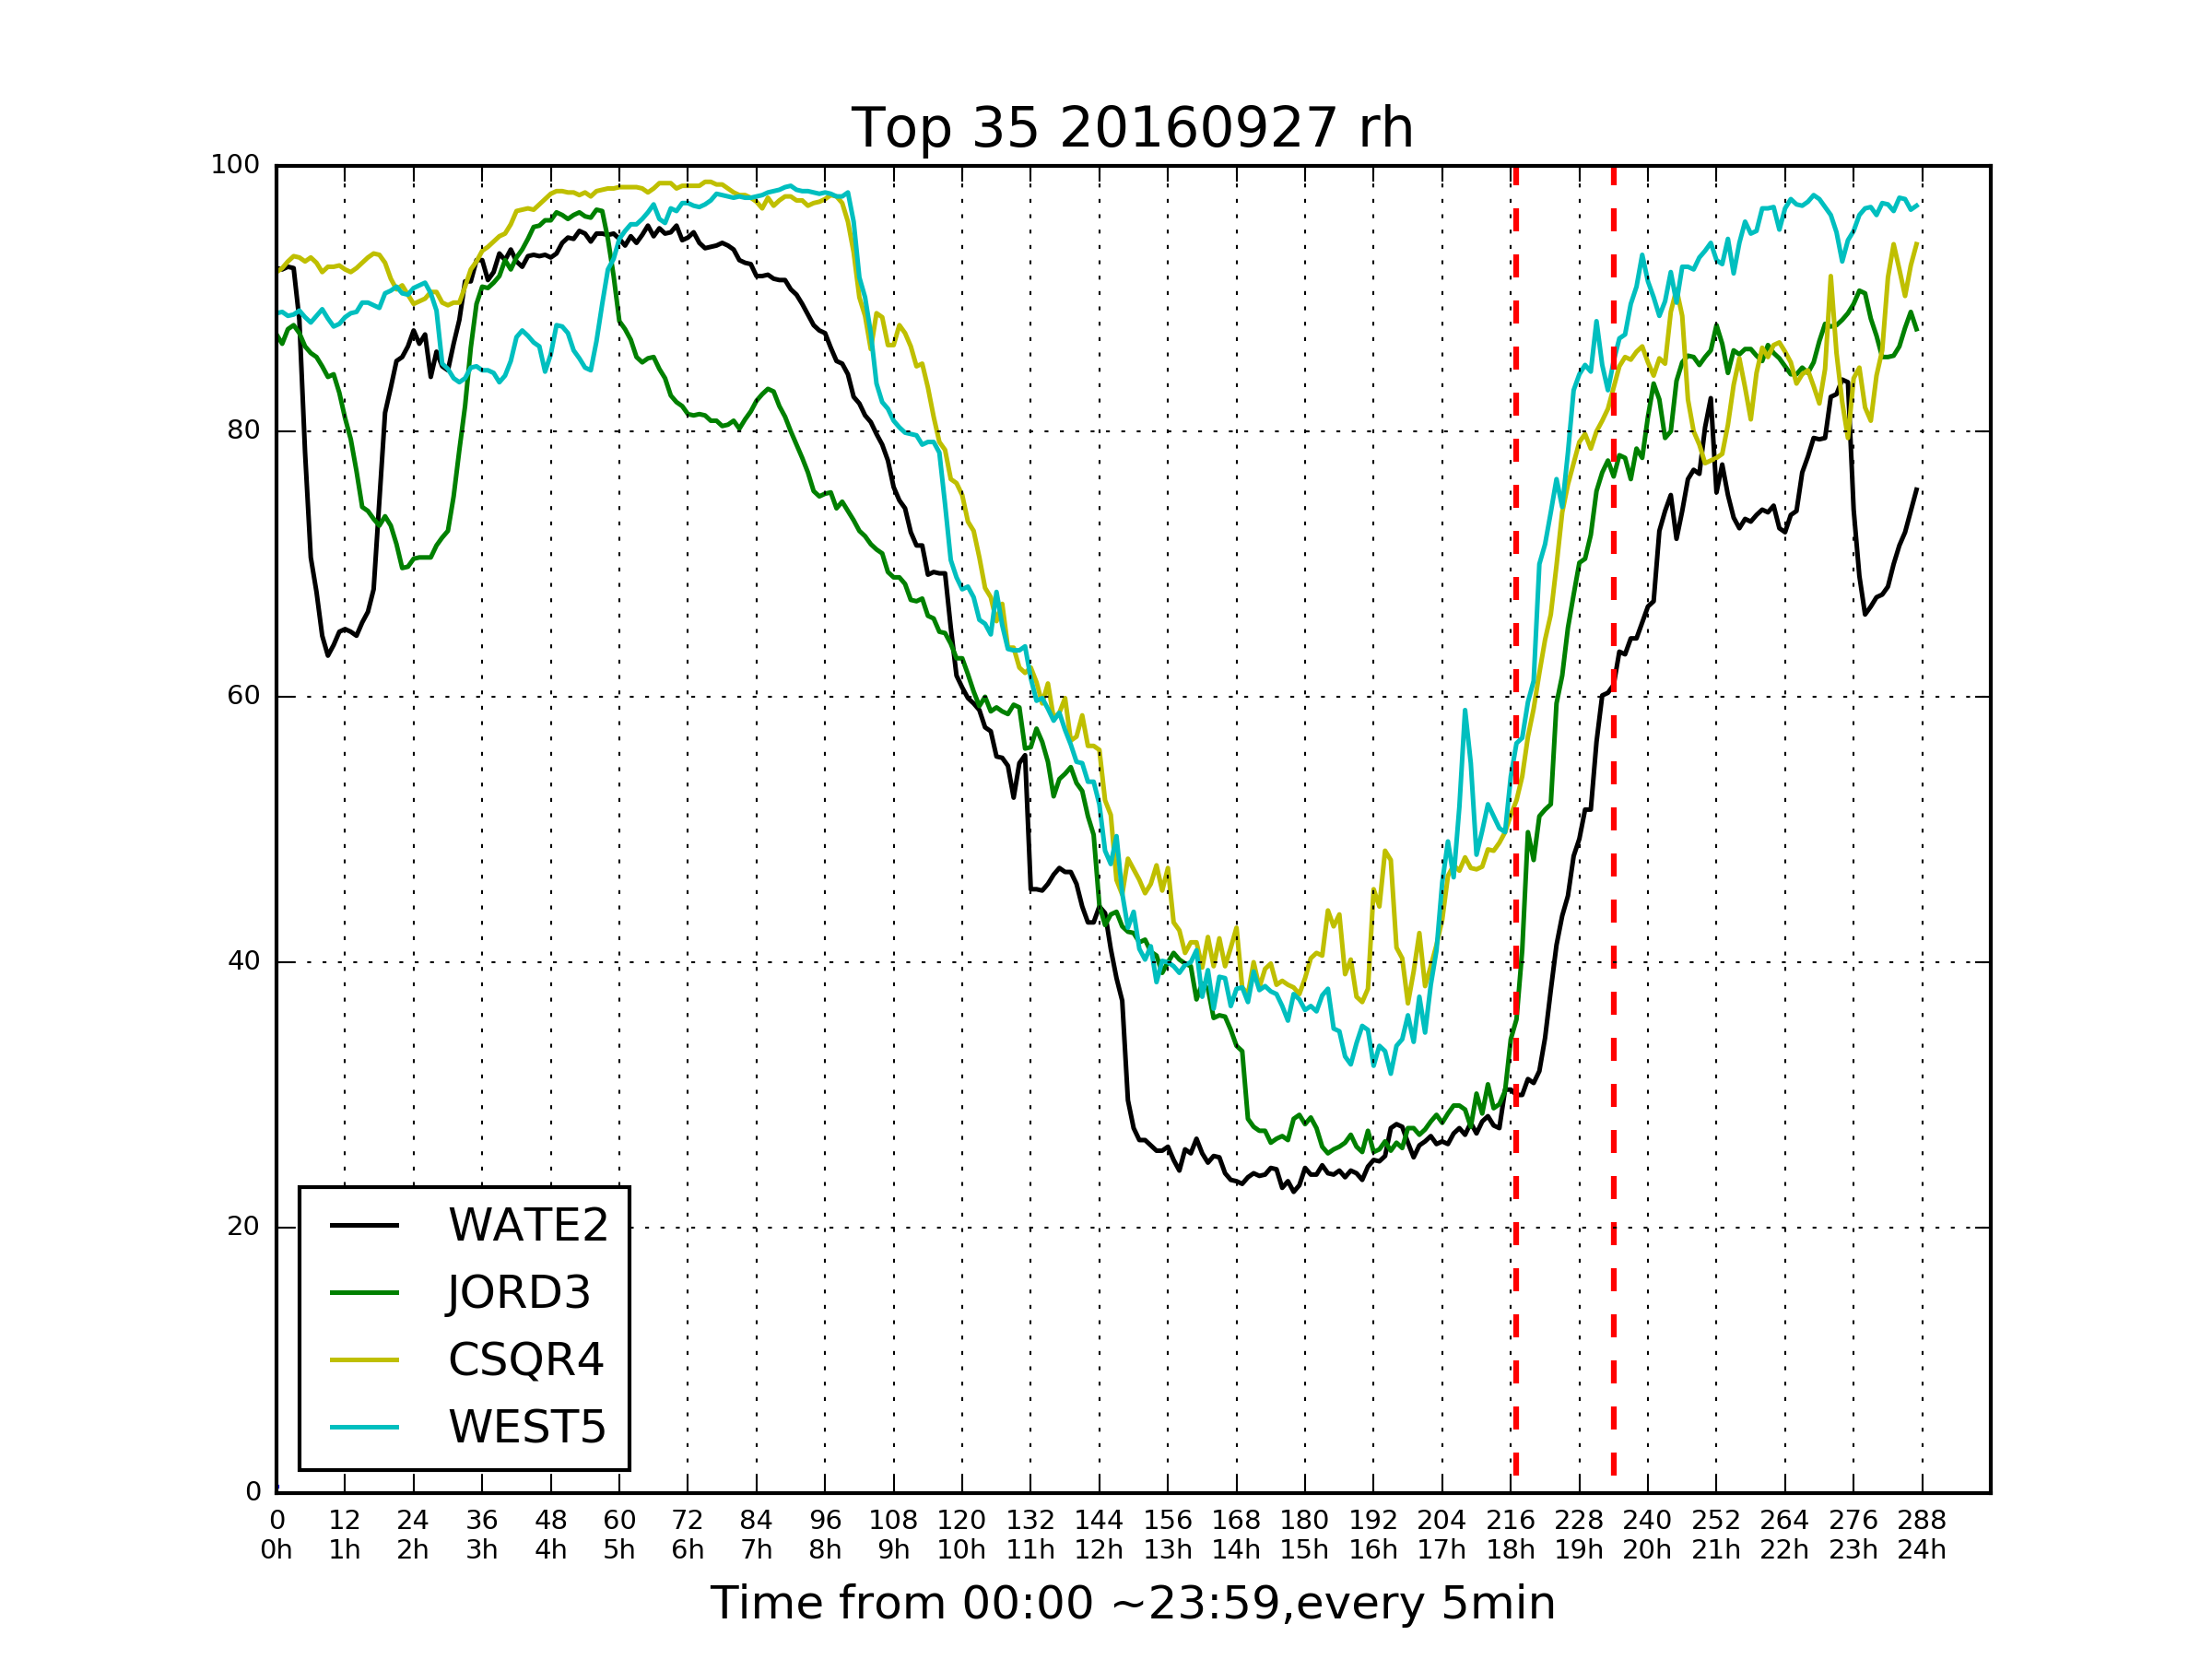 Top 35 20160927 rh
100
80
60
40
20
0
WATE2
JORD3
CSQR4
WEST5
0 12 24 36 48 60 72 84 96 108 120 132 144 156 168 180 192 204 216 228 240 252 264 276 288
0h 1h 2h 3h 4h 5h 6h 7h 8h 9h 10h 11h 12h 13h 14h 15h 16h 17h 18h 19h 20h 21h 22h 23h 24h
Time from 00:00 ~23:59,every 5min